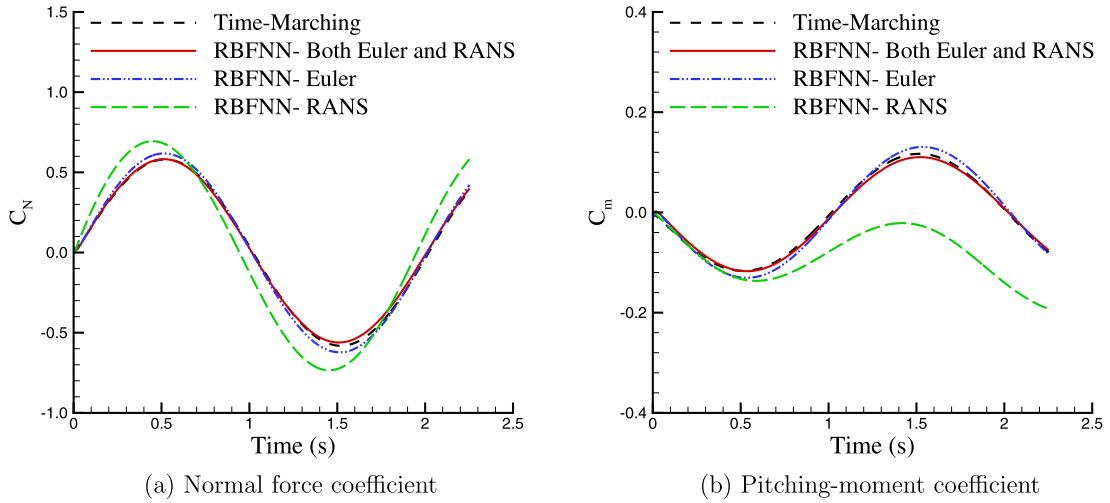 1.5
1.0
0.5
0.0
-0.5
-1.0
C_N
Time-Marching
RBFNN- Both Euler and RANS
RBFNN- Euler
RBFNN- RANS
0 0.5 1 1.5 2 2.5
Time (s)
(a) Normal force coefficient
0.4
0.2
0.0
-0.2
-0.4
C_m
Time-Marching
RBFNN- Both Euler and RANS
RBFNN- Euler
RBFNN- RANS
0 0.5 1 1.5 2 2.5
Time (s)
(b) Pitching-moment coefficient